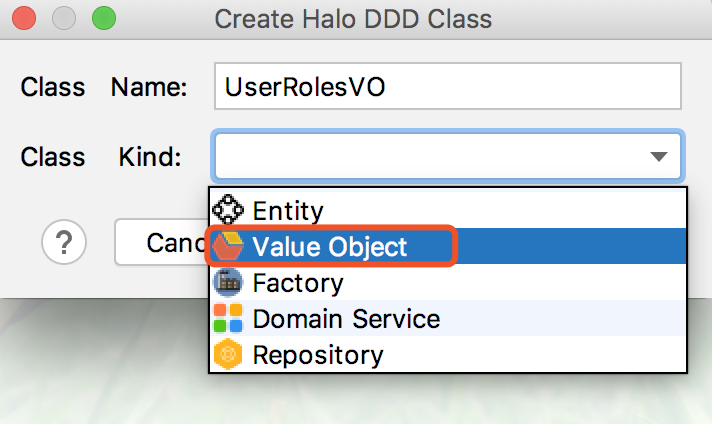 Create Halo DDD Class
Class Name: UserRolesVO
Class Kind:
Entity
? Canc Value Object
Factory
Domain Service
Repository